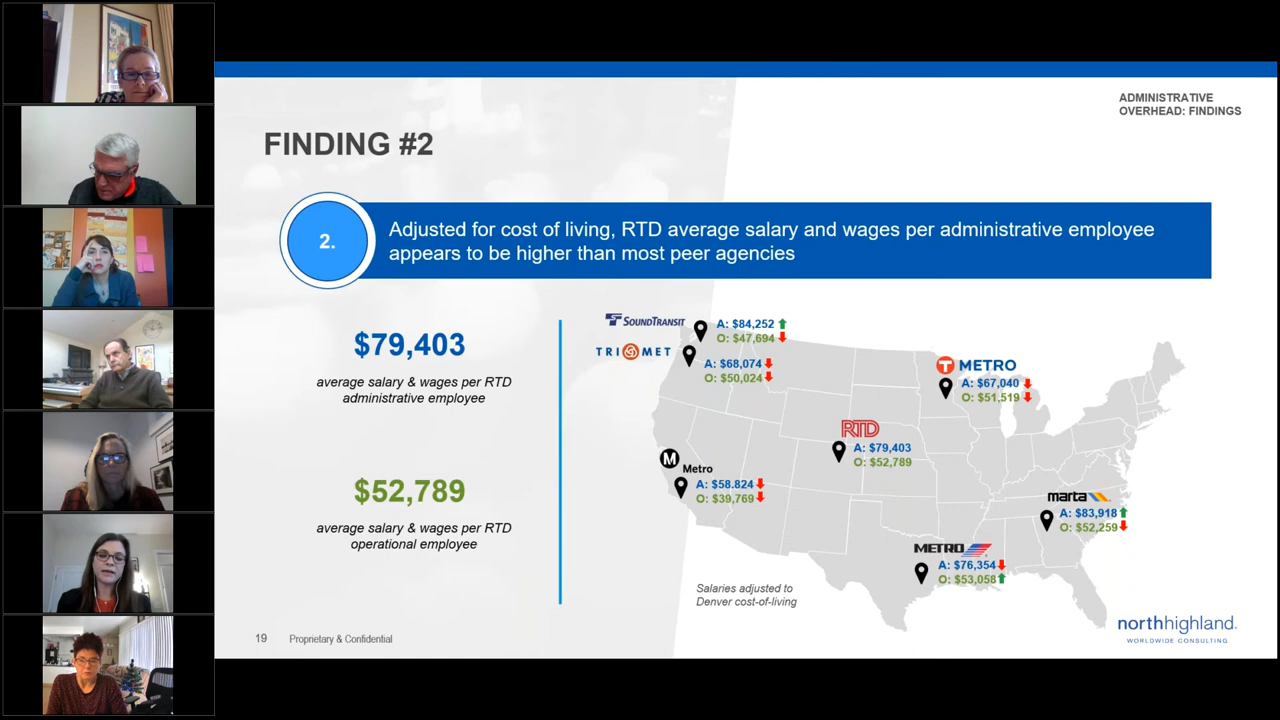 ADMINISTRATIVE
OVERHEAD: FINDINGS
FINDING #2
2.
Adjusted for cost of living, RTD average salary and wages per administrative employee
appears to be higher than most peer agencies
$79,403
average salary & wages per RTD
administrative employee
$52,789
average salary & wages per RTD
operational employee
SOUNDTRANSIT
A: $84,252
O: $47,694
TRI MET
A: $68,074
O: $50,024
T METRO
A: $67,040
O: $51,519
RTD
A: $79,403
O: $52,789
M
Metro
A: $58.824
O: $39,769
marta
A: $83,918
O: $52,259
METRO
A: $76,354
O: $53,058
Salaries adjusted to
Denver cost-of-living
19 Proprietary & Confidential
northhighland.
WORLDWIDE CONSULTING.